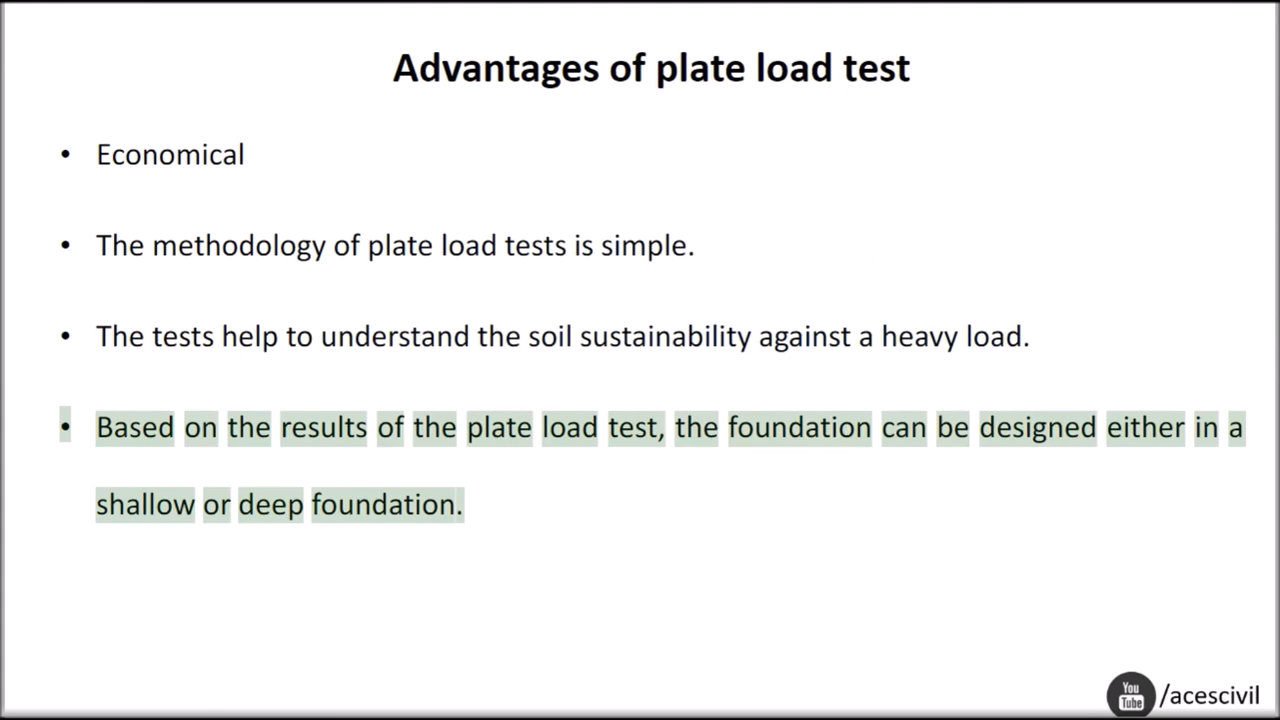 Advantages of plate load test
• Economical
• The methodology of plate load tests is simple.
• The tests help to understand the soil sustainability against a heavy load.
• Based on the results of the plate load test, the foundation can be designed either in a
shallow or deep foundation.
You
Tube
/acescivil